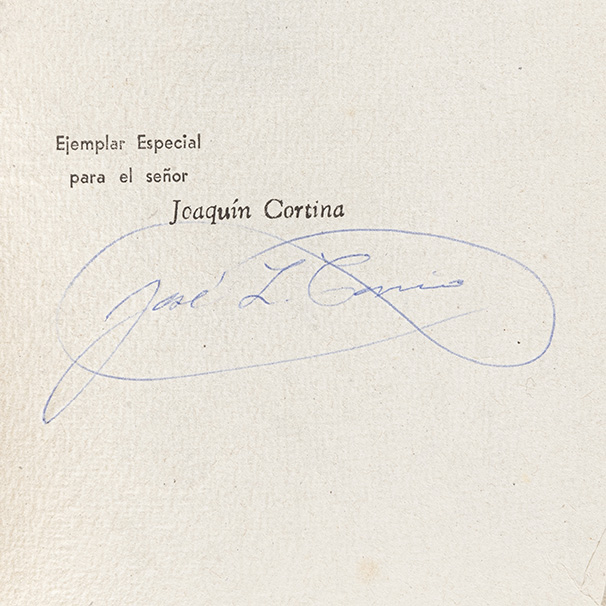 Ejemplar Especial
para el señor
Joaquín Cortina
José L.